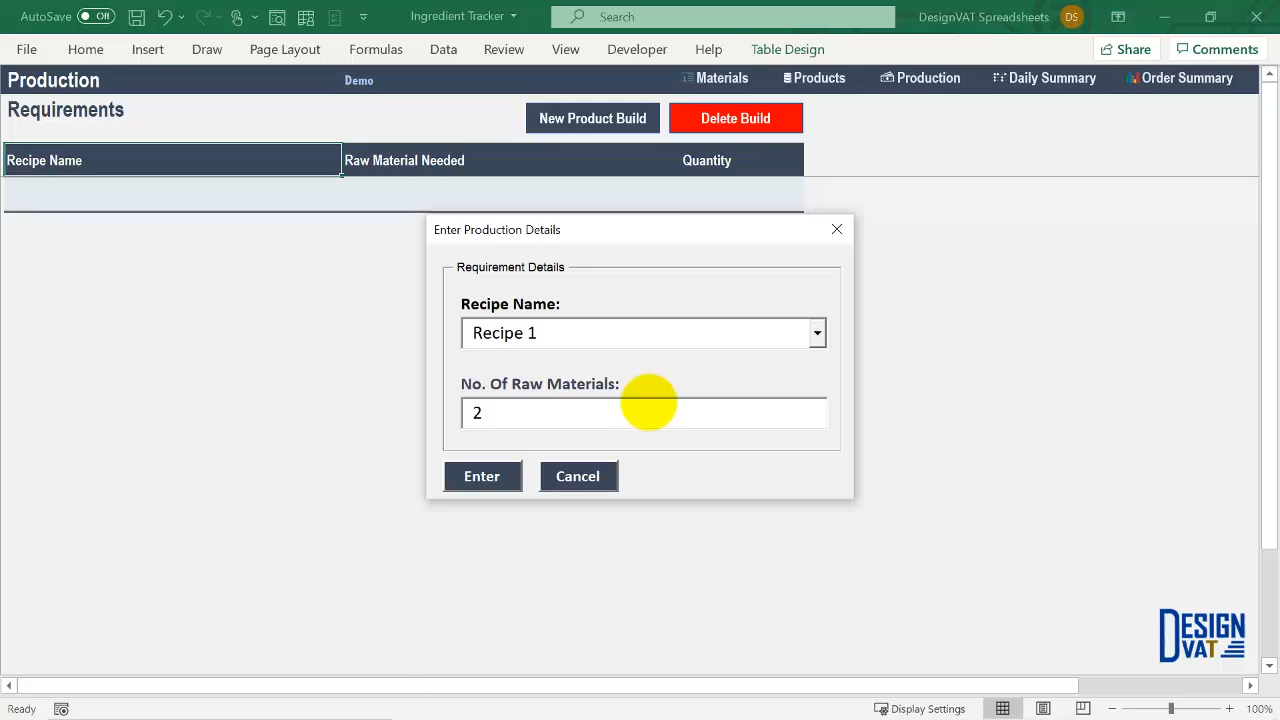 AutoSave Off
Ingredient Tracker
Search
DesignVAT Spreadsheets DS
File Home Insert Draw Page Layout Formulas Data Review View Developer Help Table Design Share Comments
Production Demo Materials Products Production Daily Summary Order Summary
Requirements
New Product Build Delete Build
Recipe Name Raw Material Needed Quantity
Enter Production Details
Requirement Details
Recipe Name:
Recipe 1
No. Of Raw Materials:
2
Enter Cancel
DESIGN
VAT
Ready Display Settings 100%